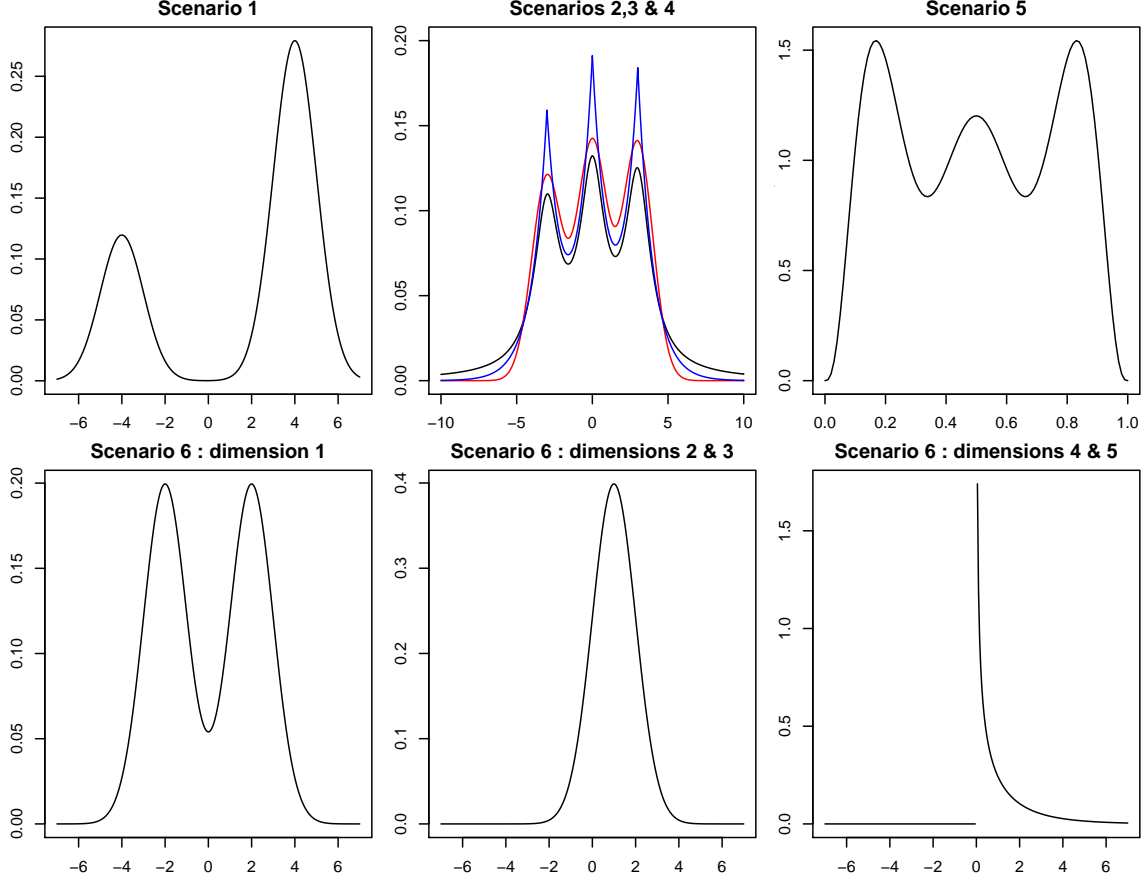 Scenario 1
0.00 0.05 0.10 0.15 0.20 0.25
−6 −4 −2 0 2 4 6
Scenarios 2,3 & 4
0.00 0.05 0.10 0.15 0.20
−10 −5 0 5 10
Scenario 5
0.0 0.5 1.0 1.5
0.0 0.2 0.4 0.6 0.8 1.0
Scenario 6 : dimension 1
0.00 0.05 0.10 0.15 0.20
−6 −4 −2 0 2 4 6
Scenario 6 : dimensions 2 & 3
0.0 0.1 0.2 0.3 0.4
−6 −4 −2 0 2 4 6
Scenario 6 : dimensions 4 & 5
0.0 0.5 1.0 1.5
−6 −4 −2 0 2 4 6